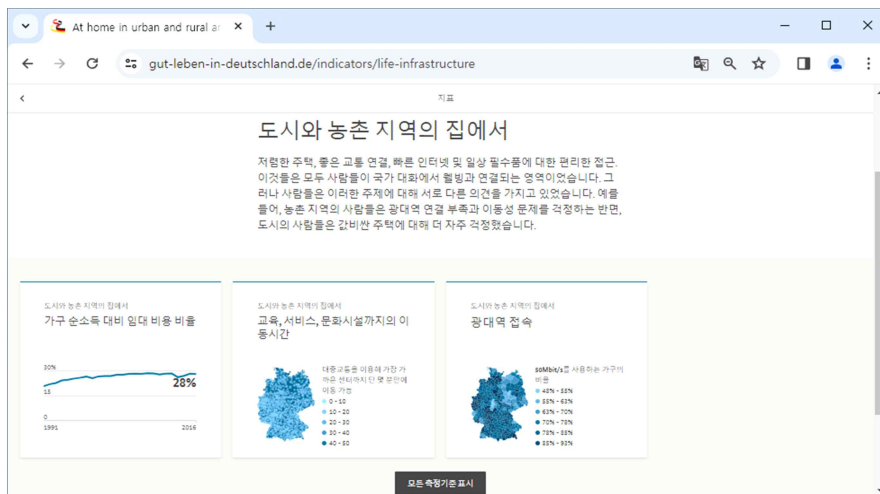 At home in urban and rural ar
gut-leben-in-deutschland.de/indicators/life-infrastructure
지표
도시와 농촌 지역의 집에서
저렴한 주택, 좋은 교통 연결, 빠른 인터넷 및 일상 필수품에 대한 편리한 접근.
이것들은 모두 사람들이 국가 대화에서 웰빙과 연결되는 영역이었습니다. 그
러나 사람들은 이러한 주제에 대해 서로 다른 의견을 가지고 있었습니다. 예를
들어, 농촌 지역의 사람들은 광대역 연결 부족과 이동성 문제를 걱정하는 반면,
도시의 사람들은 값비싼 주택에 대해 더 자주 걱정했습니다.
도시와 농촌 지역의 집에서
가구 순소득 대비 임대 비용 비율
30%
28%
15
0
1991
2016
도시와 농촌 지역의 집에서
교육, 서비스, 문화시설까지의 이
동시간
대중교통을 이용해 가장 가
까운 센터까지 단 몇 분만에
이동 가능
0 - 10
10 - 20
20 - 30
30 - 40
40 - 50
도시와 농촌 지역의 집에서
광대역 접속
50Mbit/s를 사용하는 가구의
비율
48% - 55%
55% - 63%
63% - 70%
70% - 78%
78% - 85%
85% - 93%
모든 측정기준 표시